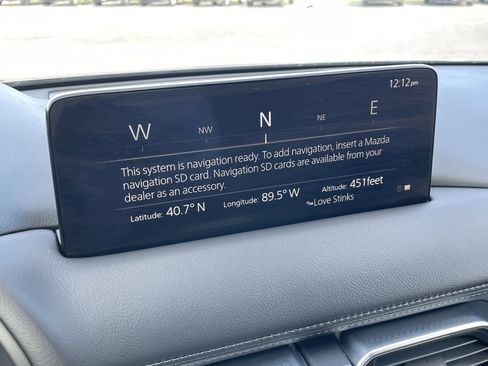 12:12pm
W NW N NE E
This system is navigation ready. To add navigation, insert a Mazda
navigation SD card. Navigation SD cards are available from your
dealer as an accessory.
Latitude: 40.7° N Longitude: 89.5° W Altitude: 451feet
Love Stinks